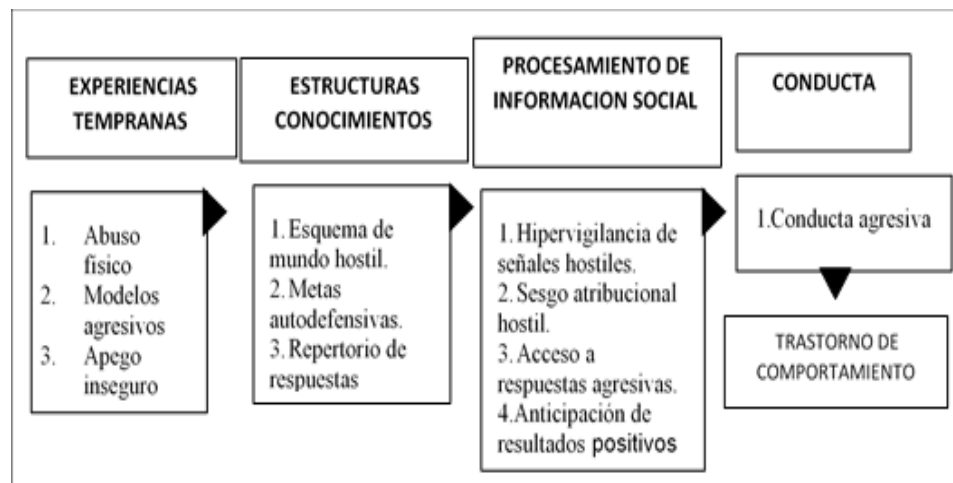 EXPERIENCIAS
TEMPRANAS
ESTRUCTURAS
CONOCIMIENTOS
PROCESAMIENTO DE
INFORMACION SOCIAL
CONDUCTA
1. Abuso
físico
2. Modelos
agresivos
3. Apego
inseguro
1. Esquema de
mundo hostil.
2. Metas
autodefensivas.
3. Repertorio de
respuestas
1. Hipervigilancia de
señales hostiles.
2. Sesgo atribucional
hostil.
3. Acceso a
respuestas agresivas.
4. Anticipación de
resultados positivos
1. Conducta agresiva
TRASTORNO DE
COMPORTAMIENTO